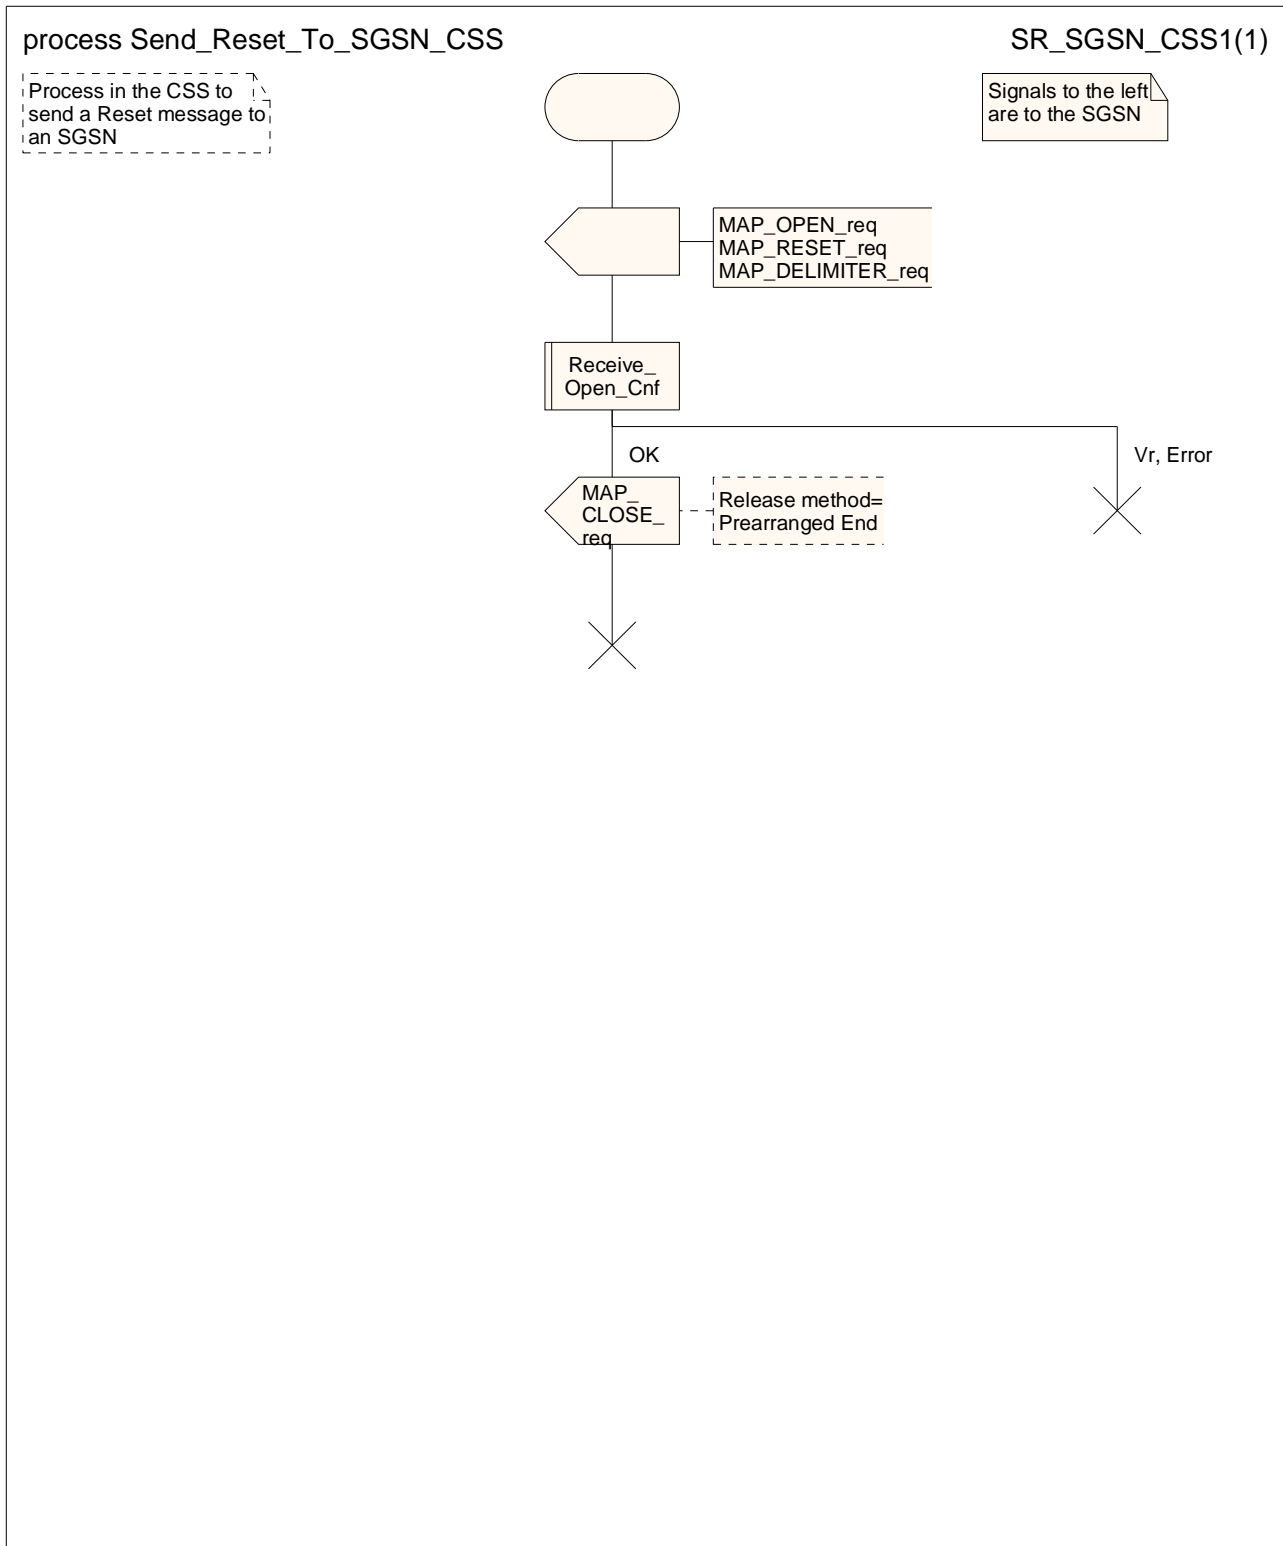 process Send_Reset_To_SGSN_CSS
SR_SGSN_CSS1(1)
Process in the CSS to
send a Reset message to
an SGSN
Signals to the left
are to the SGSN
MAP_OPEN_req
MAP_RESET_req
MAP_DELIMITER_req
Receive_
Open_Cnf
OK
Vr, Error
MAP_
CLOSE_
req
Release method=
Prearranged End